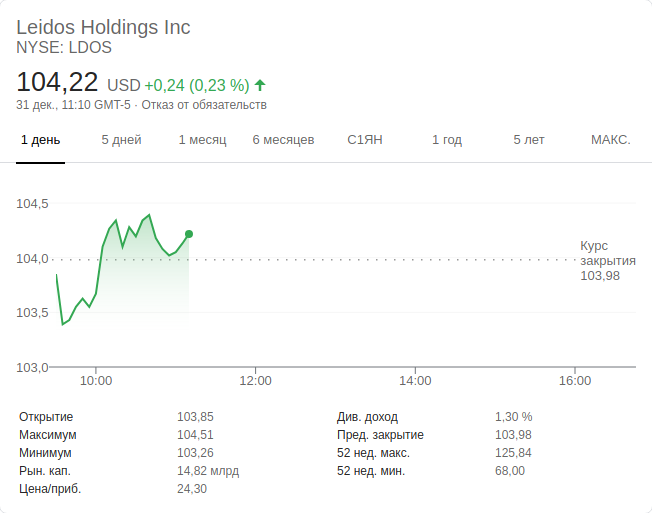 Leidos Holdings Inc
NYSE: LDOS
104,22 USD +0,24 (0,23 %)
31 дек., 11:10 GMT-5 · Отказ от обязательств
1 день 5 дней 1 месяц 6 месяцев С1ЯН 1 год 5 лет МАКС.
104,5
104,0
103,5
103,0
Курс
закрытия
103,98
10:00 12:00 14:00 16:00
Открытие 103,85 Див. доход 1,30 %
Максимум 104,51 Пред. закрытие 103,98
Минимум 103,26 52 нед. макс. 125,84
Рын. кап. 14,82 млрд 52 нед. мин. 68,00
Цена/приб. 24,30